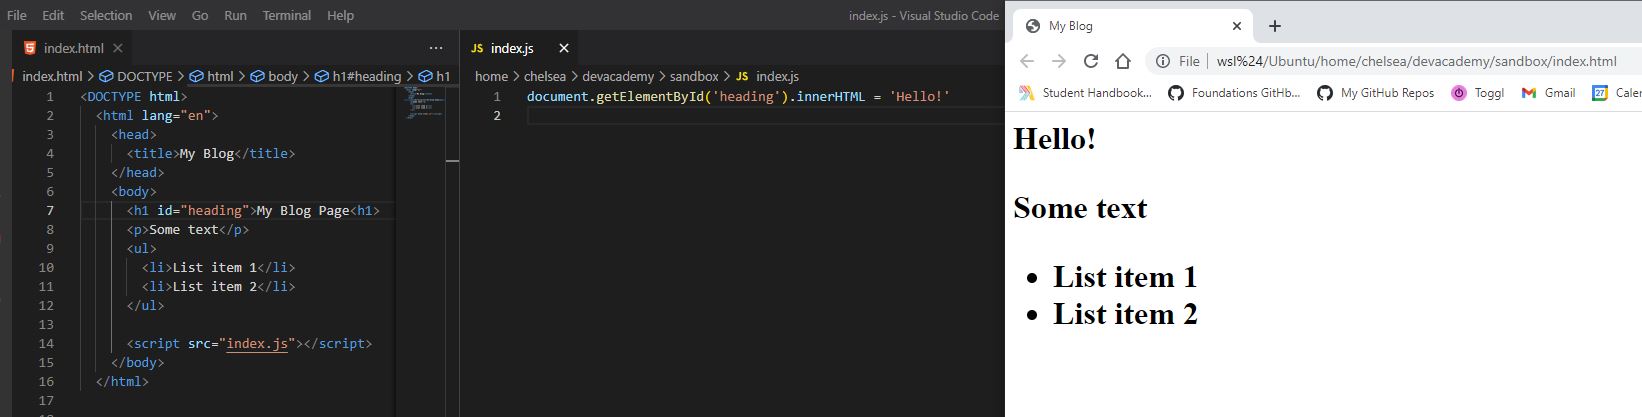 File Edit Selection View Go Run Terminal Help index.js - Visual Studio Code
index.html
index.html > DOCTYPE > html > body > h1#heading > h1
1 <DOCTYPE html>
2 <html lang="en">
3 <head>
4 <title>My Blog</title>
5 </head>
6 <body>
7 <h1 id="heading">My Blog Page<h1>
8 <p>Some text</p>
9 <ul>
10 <li>List item 1</li>
11 <li>List item 2</li>
12 </ul>
13
14 <script src="index.js"></script>
15 </body>
16 </html>
17
JS index.js
home > chelsea > devacademy > sandbox > JS index.js
1 document.getElementById('heading').innerHTML = 'Hello!'
2
My Blog
File | wsl%24/Ubuntu/home/chelsea/devacademy/sandbox/index.html
Student Handbook... Foundations GitHb... My GitHub Repos Toggl Gmail 27 Caler
Hello!
Some text
• List item 1
• List item 2